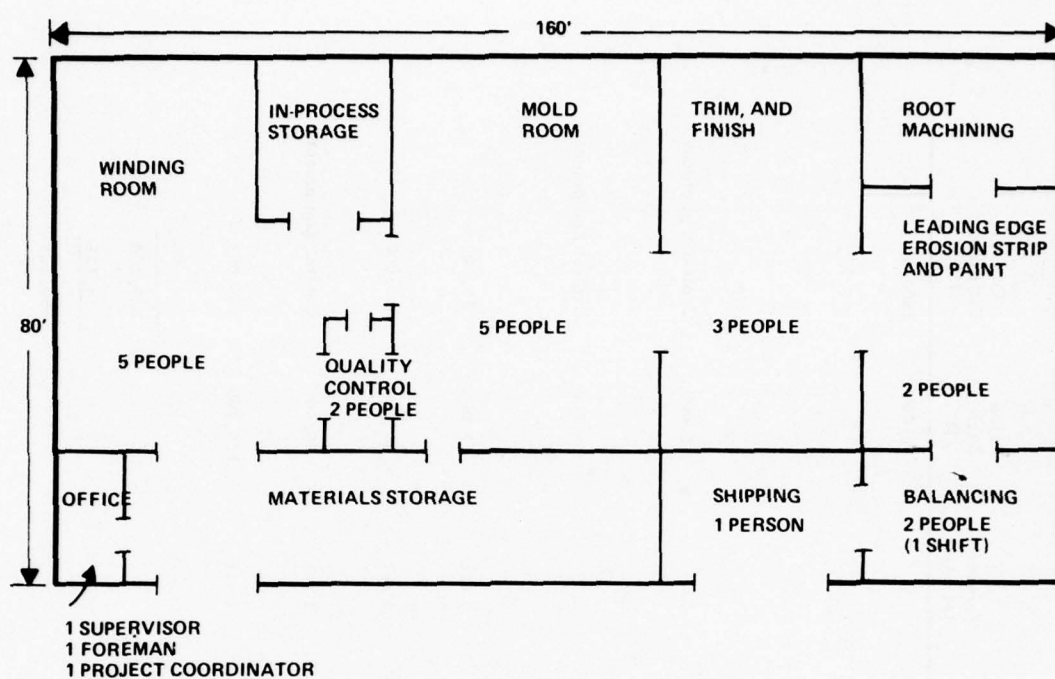 160'
IN-PROCESS
STORAGE
MOLD
ROOM
TRIM, AND
FINISH
ROOT
MACHINING
WINDING
ROOM
LEADING EDGE
EROSION STRIP
AND PAINT
80'
5 PEOPLE
5 PEOPLE
3 PEOPLE
QUALITY
CONTROL
2 PEOPLE
2 PEOPLE
OFFICE
MATERIALS STORAGE
SHIPPING
1 PERSON
BALANCING
2 PEOPLE
(1 SHIFT)
1 SUPERVISOR
1 FOREMAN
1 PROJECT COORDINATOR